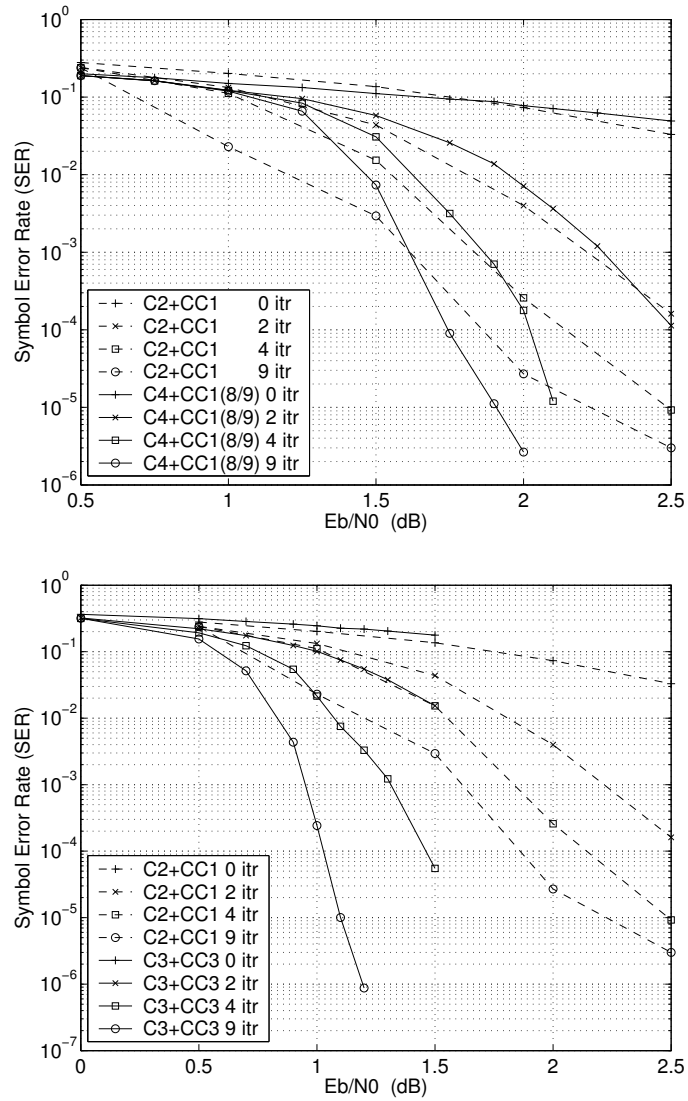 10^0
10^-1
10^-2
10^-3
10^-4
10^-5
10^-6
Symbol Error Rate (SER)
C2+CC1 0 itr
C2+CC1 2 itr
C2+CC1 4 itr
C2+CC1 9 itr
C4+CC1(8/9) 0 itr
C4+CC1(8/9) 2 itr
C4+CC1(8/9) 4 itr
C4+CC1(8/9) 9 itr
0.5 1 1.5 2 2.5
Eb/N0 (dB)
10^0
10^-1
10^-2
10^-3
10^-4
10^-5
10^-6
10^-7
Symbol Error Rate (SER)
C2+CC1 0 itr
C2+CC1 2 itr
C2+CC1 4 itr
C2+CC1 9 itr
C3+CC3 0 itr
C3+CC3 2 itr
C3+CC3 4 itr
C3+CC3 9 itr
0 0.5 1 1.5 2 2.5
Eb/N0 (dB)